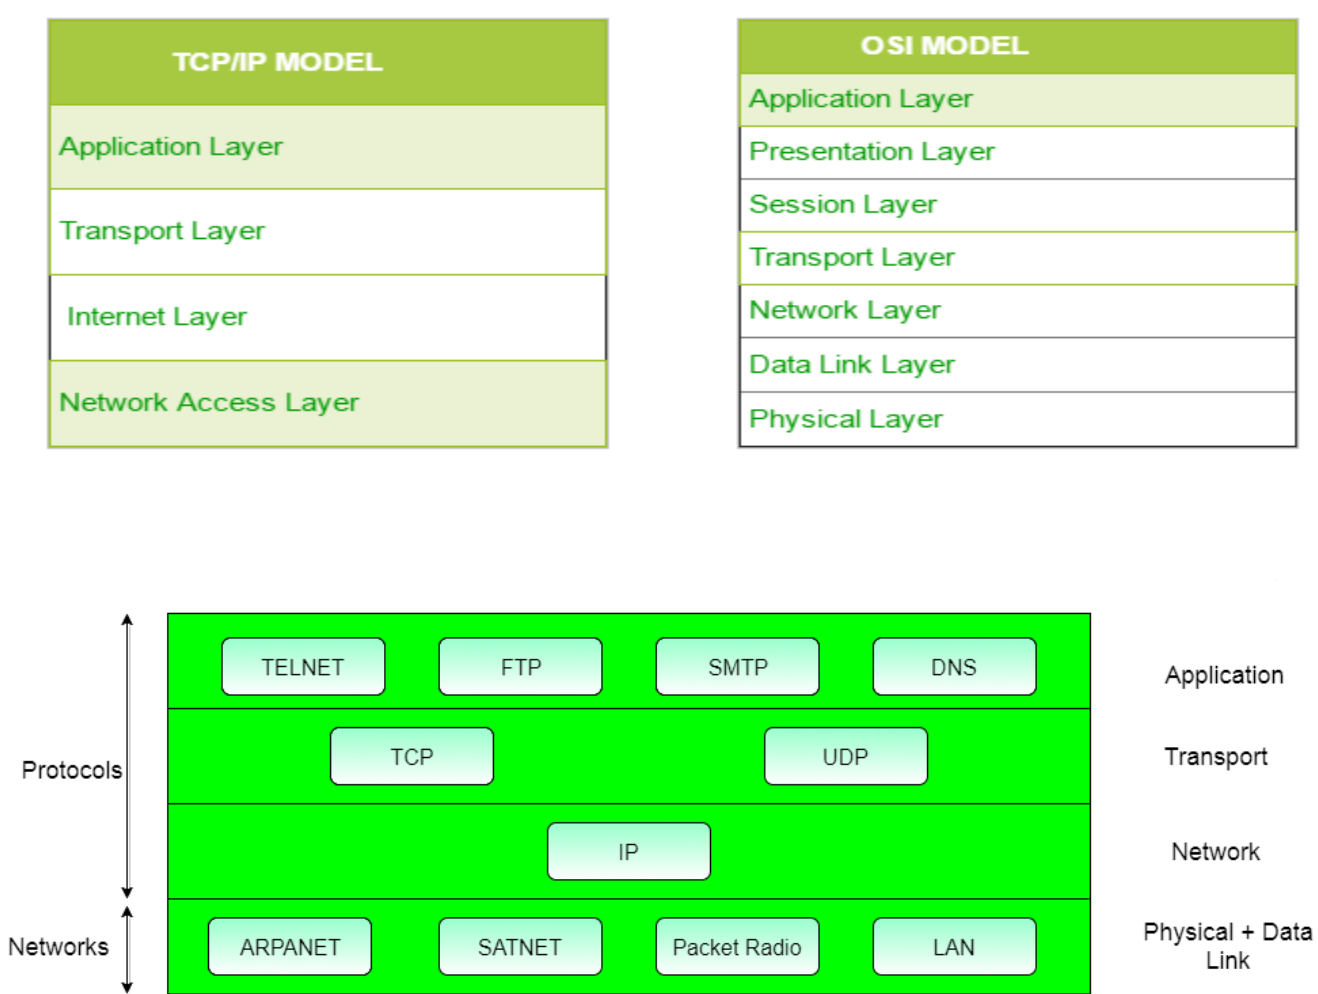 TCP/IP MODEL
Application Layer
Transport Layer
Internet Layer
Network Access Layer
OSI MODEL
Application Layer
Presentation Layer
Session Layer
Transport Layer
Network Layer
Data Link Layer
Physical Layer
TELNET FTP SMTP DNS Application
TCP UDP Transport
Protocols
IP Network
Networks ARPANET SATNET Packet Radio LAN Physical + Data
Link